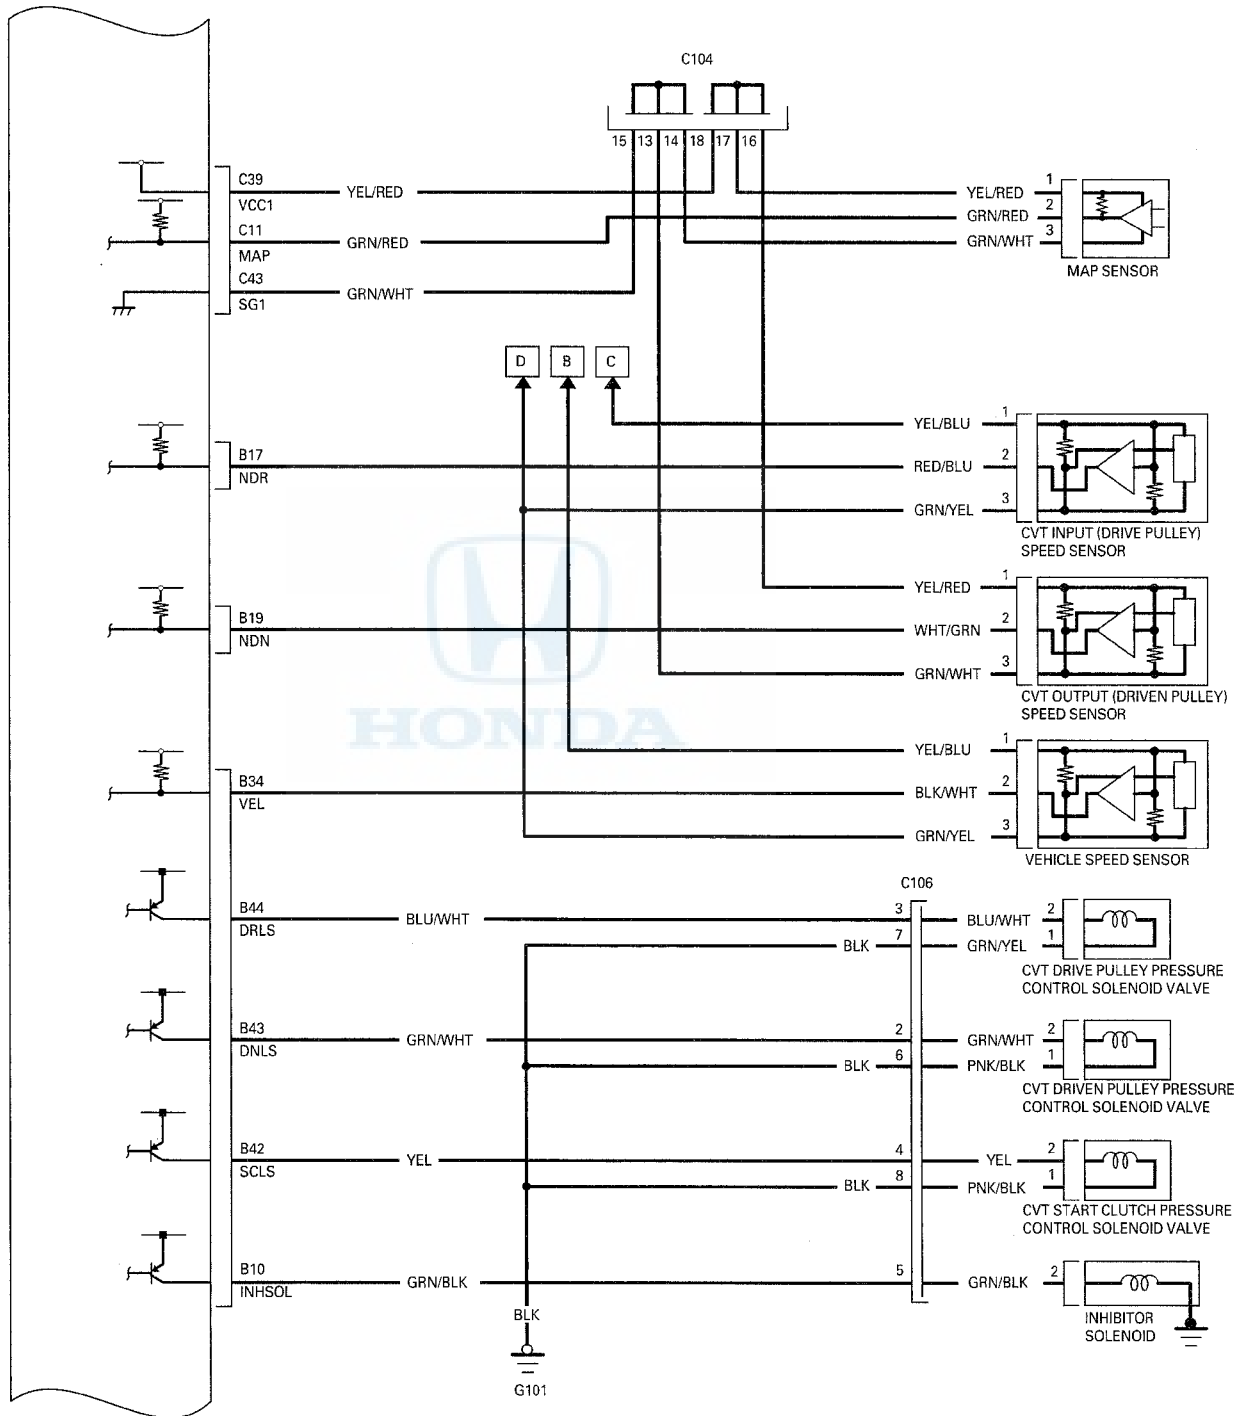 C104
15 13 14 18 17 16
C39
VCC1
YEL/RED
YEL/RED
1
C11
MAP
GRN/RED
GRN/RED
2
C43
SG1
GRN/WHT
GRN/WHT
3
MAP SENSOR
D
B
C
YEL/BLU
1
B17
NDR
RED/BLU
2
GRN/YEL
3
CVT INPUT (DRIVE PULLEY)
SPEED SENSOR
YEL/RED
1
B19
NDN
WHT/GRN
2
GRN/WHT
3
CVT OUTPUT (DRIVEN PULLEY)
SPEED SENSOR
HONDA
YEL/BLU
1
B34
VEL
BLK/WHT
2
GRN/YEL
3
VEHICLE SPEED SENSOR
C106
B44
DRLS
BLU/WHT
3
BLU/WHT
2
BLK
7
GRN/YEL
1
CVT DRIVE PULLEY PRESSURE
CONTROL SOLENOID VALVE
B43
DNLS
GRN/WHT
2
GRN/WHT
2
BLK
6
PNK/BLK
1
CVT DRIVEN PULLEY PRESSURE
CONTROL SOLENOID VALVE
B42
SCLS
YEL
4
YEL
2
BLK
8
PNK/BLK
1
CVT START CLUTCH PRESSURE
CONTROL SOLENOID VALVE
B10
INHSOL
GRN/BLK
5
GRN/BLK
2
INHIBITOR
SOLENOID
BLK
G101